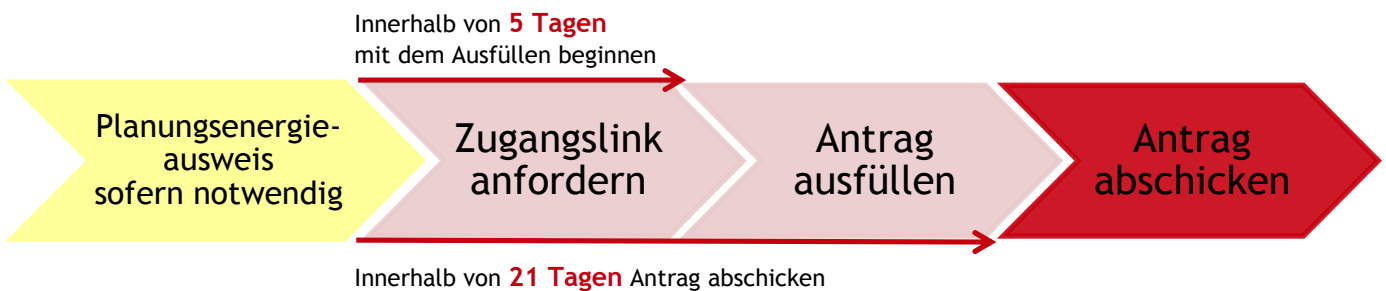 Innerhalb von 5 Tagen
mit dem Ausfüllen beginnen
Planungsenergie-
ausweis
sofern notwendig
Zugangslink
anfordern
Antrag
ausfüllen
Antrag
abschicken
Innerhalb von 21 Tagen Antrag abschicken